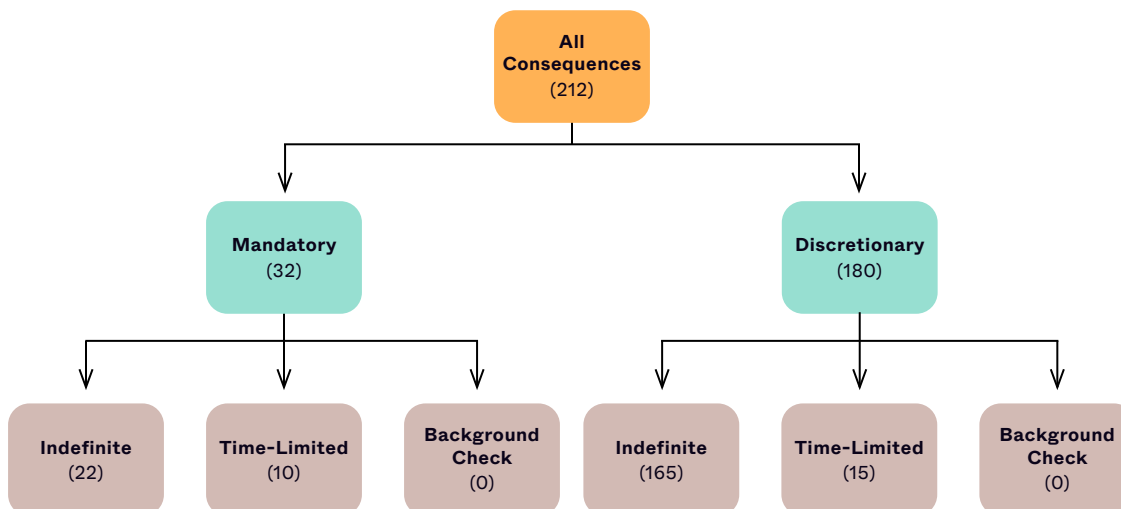 All
Consequences
(212)
Mandatory
(32)
Discretionary
(180)
Indefinite
(22)
Time-Limited
(10)
Background
Check
(0)
Indefinite
(165)
Time-Limited
(15)
Background
Check
(0)